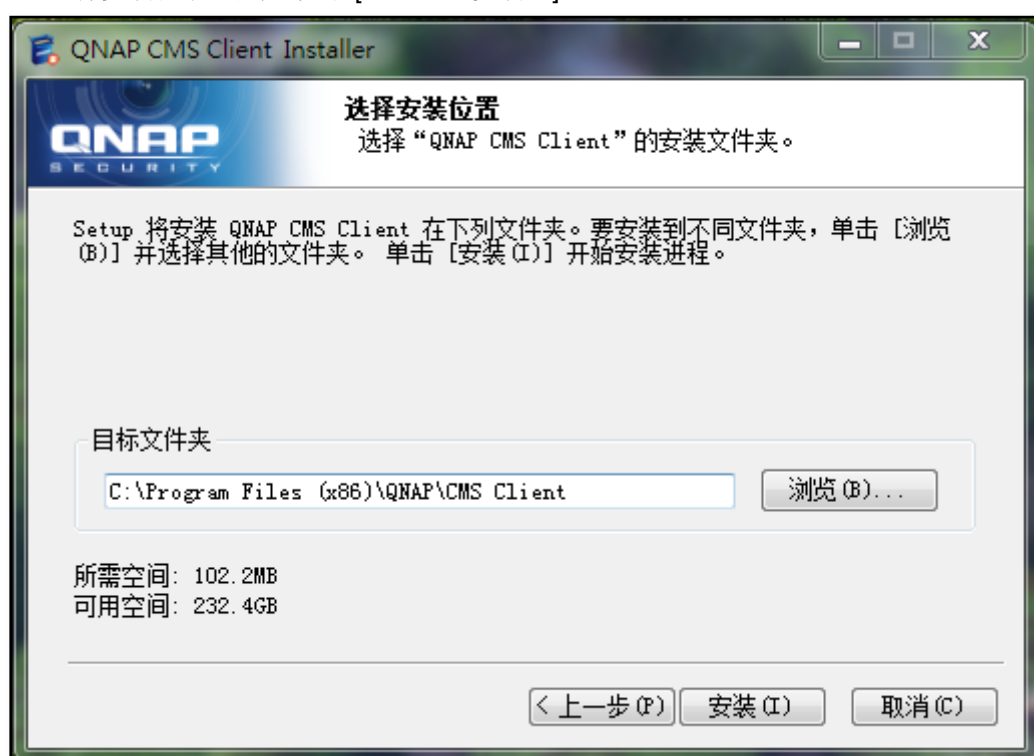 QNAP CMS Client Installer
QNAP
SECURITY
选择安装位置
选择“QNAP CMS Client”的安装文件夹。
Setup 将安装 QNAP CMS Client 在下列文件夹。要安装到不同文件夹，单击 [浏览
(B)] 并选择其他的文件夹。 单击 [安装(I)] 开始安装进程。
目标文件夹
C:\Program Files (x86)\QNAP\CMS Client
浏览(B)...
所需空间: 102.2MB
可用空间: 232.4GB
< 上一步(P)
安装(I)
取消(C)